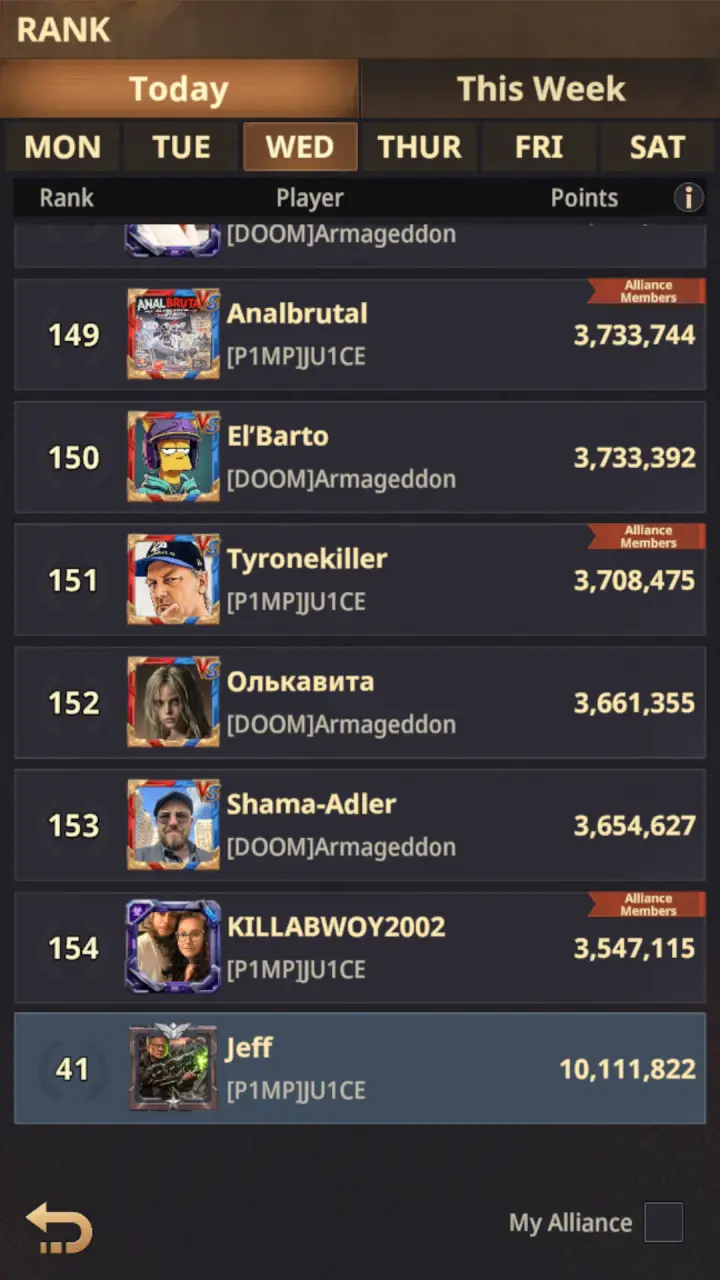 RANK
Today
This Week
MON TUE WED THUR FRI SAT
Rank Player Points i
[DOOM]Armageddon
Alliance
Members
149 Analbrutal 3,733,744
[P1MP]JU1CE
150 El'Barto 3,733,392
[DOOM]Armageddon
Alliance
Members
151 Tyronekiller 3,708,475
[P1MP]JU1CE
152 Олькавита 3,661,355
[DOOM]Armageddon
153 Shama-Adler 3,654,627
[DOOM]Armageddon
Alliance
Members
154 KILLABWOY2002 3,547,115
[P1MP]JU1CE
41 Jeff 10,111,822
[P1MP]JU1CE
My Alliance